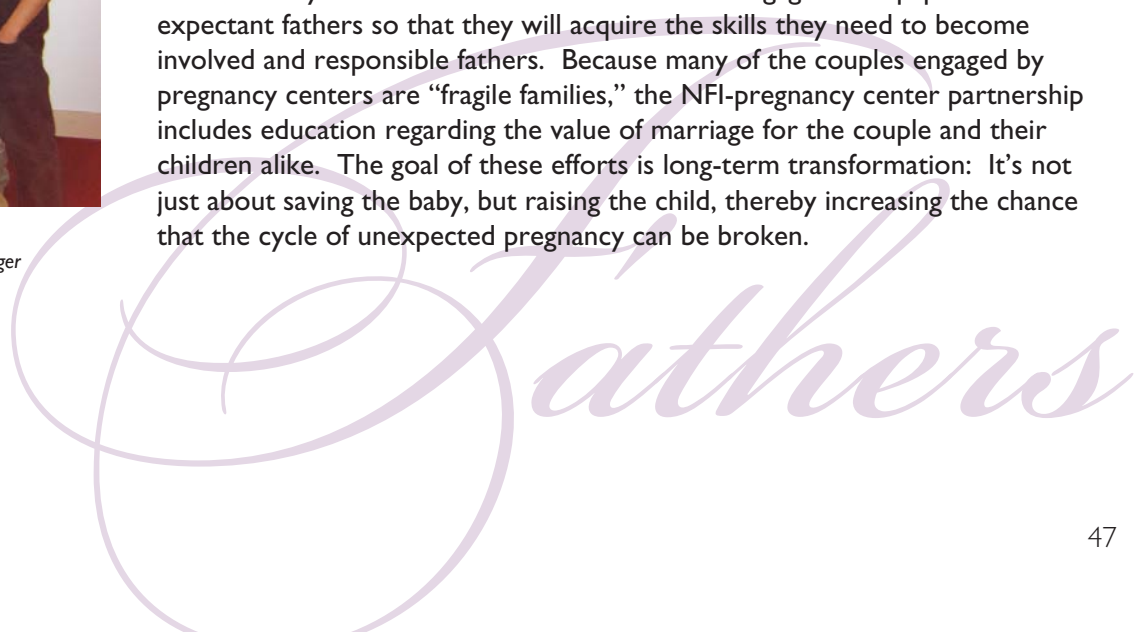 expectant fathers so that they will acquire the skills they need to become
involved and responsible fathers.  Because many of the couples engaged by
pregnancy centers are “fragile families,” the NFI-pregnancy center partnership
includes education regarding the value of marriage for the couple and their
children alike.  The goal of these efforts is long-term transformation:  It’s not
just about saving the baby, but raising the child, thereby increasing the chance
that the cycle of unexpected pregnancy can be broken.
Fathers
47